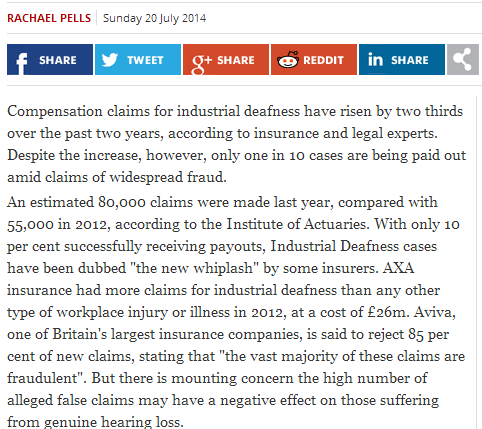 RACHAEL PELLS | Sunday 20 July 2014
f SHARE TWEET g+ SHARE REDDIT in SHARE
Compensation claims for industrial deafness have risen by two thirds
over the past two years, according to insurance and legal experts.
Despite the increase, however, only one in 10 cases are being paid out
amid claims of widespread fraud.
An estimated 80,000 claims were made last year, compared with
55,000 in 2012, according to the Institute of Actuaries. With only 10
per cent successfully receiving payouts, Industrial Deafness cases
have been dubbed "the new whiplash" by some insurers. AXA
insurance had more claims for industrial deafness than any other
type of workplace injury or illness in 2012, at a cost of £26m. Aviva,
one of Britain's largest insurance companies, is said to reject 85 per
cent of new claims, stating that "the vast majority of these claims are
fraudulent". But there is mounting concern the high number of
alleged false claims may have a negative effect on those suffering
from genuine hearing loss.